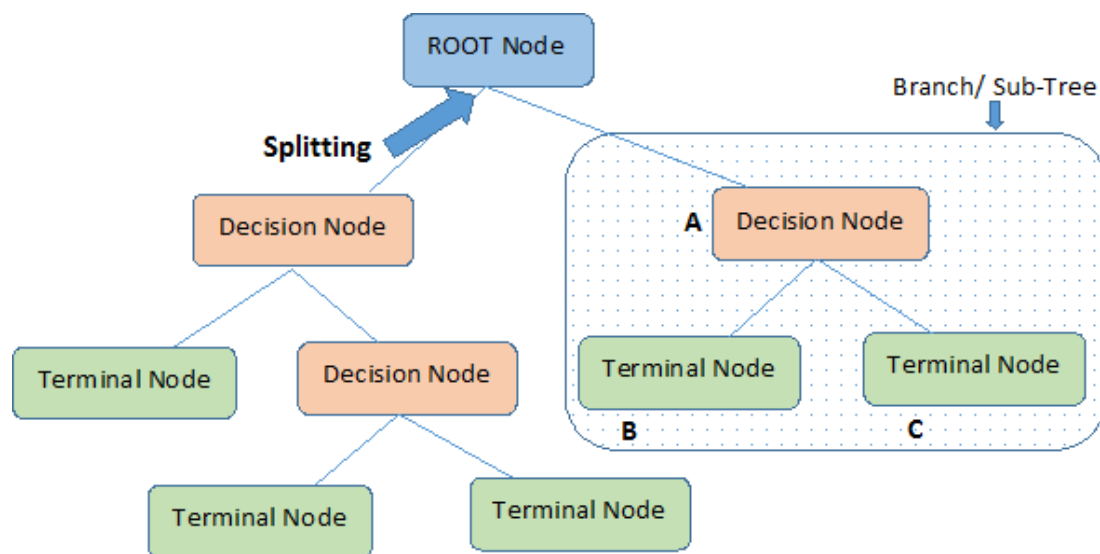 ROOT Node
Branch/ Sub-Tree
Splitting
Decision Node
A
Decision Node
Terminal Node
Decision Node
Terminal Node
Terminal Node
B
C
Terminal Node
Terminal Node